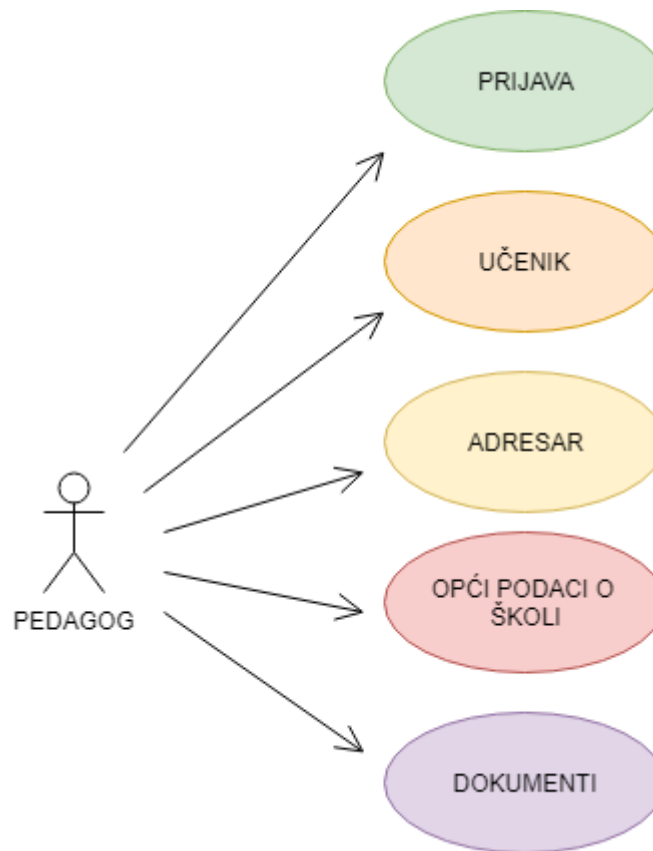 PRIJAVA
UČENIK
ADRESAR
OPĆI PODACI O
ŠKOLI
PEDAGOG
DOKUMENTI